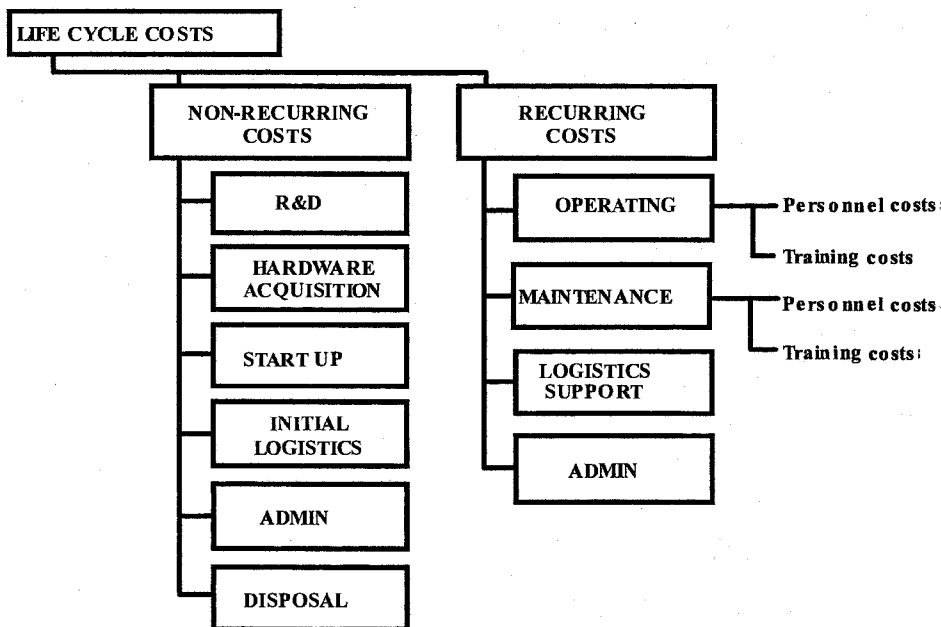 LIFE CYCLE COSTS
NON-RECURRING
COSTS
R&D
HARDWARE
ACQUISITION
START UP
INITIAL
LOGISTICS
ADMIN
DISPOSAL
RECURRING
COSTS
OPERATING
Personnel costs
Training costs
MAINTENANCE
Personnel costs
Training costs
LOGISTICS
SUPPORT
ADMIN